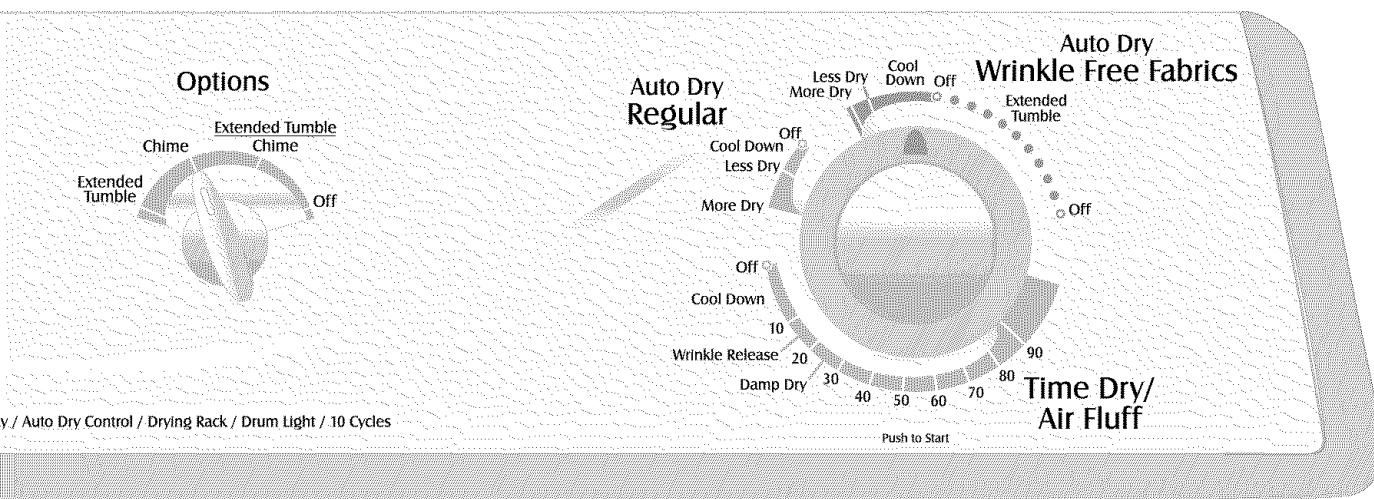 Options
Extended Tumble
Chime
Chime
Extended
Tumble
Off
y / Auto Dry Control / Drying Rack / Drum Light / 10 Cycles
Auto Dry
Regular
Off
Cool Down
Less Dry
More Dry
Auto Dry
Wrinkle Free Fabrics
Less Dry
More Dry
Cool
Down
Off
Extended
Tumble
Off
Off
Cool Down
10
Wrinkle Release
20
Damp Dry
30
40
50
60
70
80
90
Time Dry/
Air Fluff
Push to Start